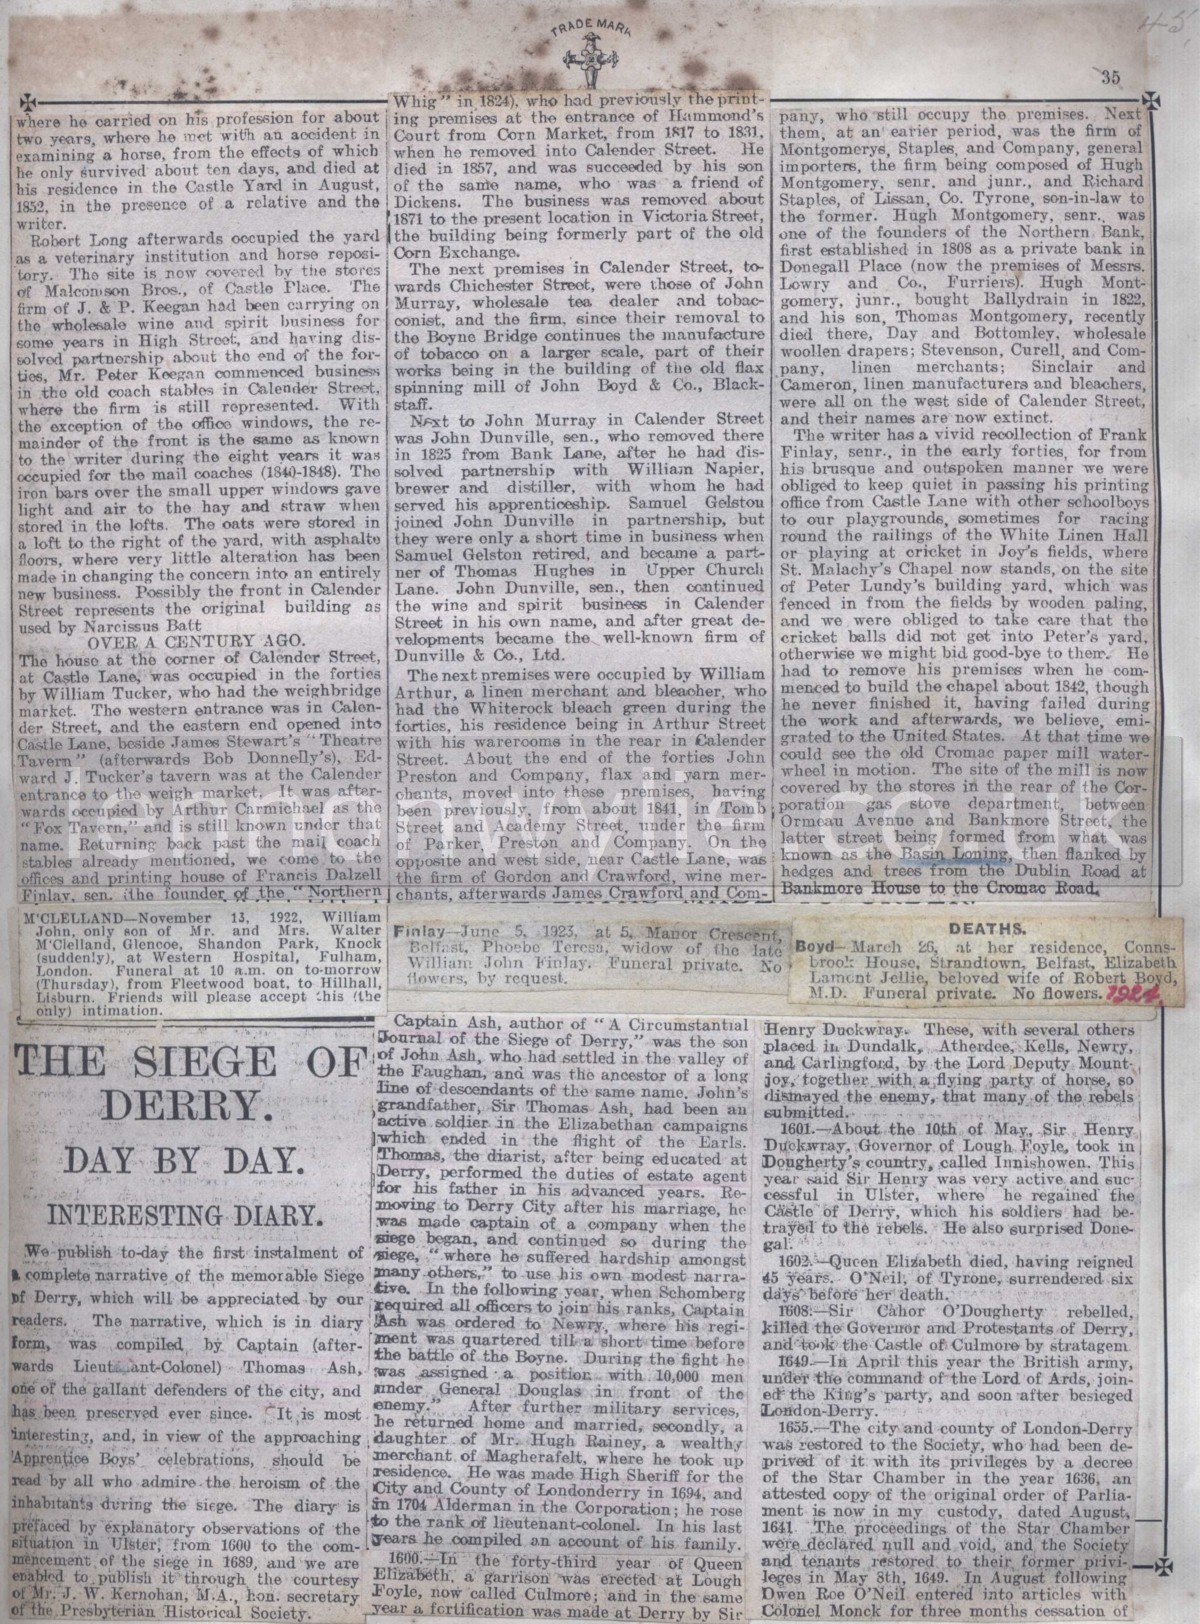 TRADE MARK
45
35
where he carried on his profession for about
two years, where he met with an accident in
examining a horse, from the effects of which
he only survived about ten days, and died at
his residence in the Castle Yard in August,
1852, in the presence of a relative and the
writer.
Robert Long afterwards occupied the yard
as a veterinary institution and horse reposi-
tory. The site is now covered by the stores
of Malcomson Bros., of Castle Place. The
firm of J. & P. Keegan had been carrying on
the wholesale wine and spirit business for
some years in High Street, and having dis-
solved partnership about the end of the for-
ties, Mr. Peter Keegan commenced business
in the old coach stables in Calender Street,
where the firm is still represented. With
the exception of the office windows, the re-
mainder of the front is the same as known
to the writer during the eight years it was
occupied for the mail coaches (1840-1848). The
iron bars over the small upper windows gave
light and air to the hay and straw when
stored in the lofts. The oats were stored in
a loft to the right of the yard, with asphalte
floors, where very little alteration has been
made in changing the concern into an entirely
new business. Possibly the front in Calender
Street represents the original building as
used by Narcissus Batt
OVER A CENTURY AGO.
The house at the corner of Calender Street,
at Castle Lane, was occupied in the forties
by William Tucker, who had the weighbridge
market. The western entrance was in Calen-
der Street, and the eastern end opened into
Castle Lane, beside James Stewart's "Theatre
Tavern" (afterwards Bob Donnelly's), Ed-
ward J. Tucker's tavern was at the Calender
entrance to the weigh market. It was after-
wards occupied by Arthur Carmichael as the
"Fox Tavern," and is still known under that
name. Returning back past the mail coach
stables already mentioned, we come to the
offices and printing house of Francis Dalzell
Finlay, sen. (the founder of the "Northern
Whig" in 1824), who had previously the print-
ing premises at the entrance of Hammond's
Court from Corn Market, from 1817 to 1831,
when he removed into Calender Street. He
died in 1857, and was succeeded by his son
of the same name, who was a friend of
Dickens. The business was removed about
1871 to the present location in Victoria Street,
the building being formerly part of the old
Corn Exchange.
The next premises in Calender Street, to-
wards Chichester Street, were those of John
Murray, wholesale tea dealer and tobac-
conist, and the firm, since their removal to
the Boyne Bridge continues the manufacture
of tobacco on a larger scale, part of their
works being in the building of the old flax
spinning mill of John Boyd & Co., Black-
staff.
Next to John Murray in Calender Street
was John Dunville, sen., who removed there
in 1825 from Bank Lane, after he had dis-
solved partnership with William Napier,
brewer and distiller, with whom he had
served his apprenticeship. Samuel Gelston
joined John Dunville in partnership, but
they were only a short time in business when
Samuel Gelston retired, and became a part-
ner of Thomas Hughes in Upper Church
Lane. John Dunville, sen., then continued
the wine and spirit business in Calender
Street in his own name, and after great de-
velopments became the well-known firm of
Dunville & Co., Ltd.
The next premises were occupied by William
Arthur, a linen merchant and bleacher, who
had the Whiterock bleach green during the
forties, his residence being in Arthur Street
with his warerooms in the rear in Calender
Street. About the end of the forties John
Preston and Company, flax and yarn mer-
chants, moved into these premises, having
been previously, from about 1841, in Tomb
Street and Academy Street, under the firm
of Parker, Preston, and Company. On the
opposite and west side, near Castle Lane, was
the firm of Gordon and Crawford, wine mer-
chants, afterwards James Crawford and Com-
pany, who still occupy the premises. Next
them, at an earier period, was the firm of
Montgomerys, Staples, and Company, general
importers, the firm being composed of Hugh
Montgomery, senr. and junr., and Richard
Staples, of Lissan, Co. Tyrone, son-in-law to
the former. Hugh Montgomery, senr., was
one of the founders of the Northern Bank,
first established in 1808 as a private bank in
Donegall Place (now the premises of Messrs.
Lowry and Co., Furriers). Hugh Mont-
gomery, junr., bought Ballydrain in 1822,
and his son, Thomas Montgomery, recently
died there, Day and Bottomley, wholesale
woollen drapers; Stevenson, Curell, and Com-
pany, linen merchants; Sinclair and
Cameron, linen manufacturers and bleachers,
were all on the west side of Calender Street,
and their names are now extinct.
The writer has a vivid recollection of Frank
Finlay, senr., in the early forties, for from
his brusque and outspoken manner we were
obliged to keep quiet in passing his printing
office from Castle Lane with other schoolboys
to our playgrounds, sometimes for racing
round the railings of the White Linen Hall
or playing at cricket in Joy's fields, where
St. Malachy's Chapel now stands, on the site
of Peter Lundy's building yard, which was
fenced in from the fields by wooden paling,
and we were obliged to take care that the
cricket balls did not get into Peter's yard,
otherwise we might bid good-bye to them. He
had to remove his premises when he com-
menced to build the chapel about 1842, though
he never finished it, having failed during
the work and afterwards, we believe, emi-
grated to the United States. At that time we
could see the old Cromac paper mill water-
wheel in motion. The site of the mill is now
covered by the stores in the rear of the Cor-
poration gas stove department, between
Ormeau Avenue and Bankmore Street, the
latter street being formed from what was
known as the Basin Loning, then flanked by
hedges and trees from the Dublin Road at
Bankmore House to the Cromac Road.
M'CLELLAND—November 13, 1922, William
John, only son of Mr. and Mrs. Walter
M'Clelland, Glencoe, Shandon Park, Knock
(suddenly), at Western Hospital, Fulham,
London. Funeral at 10 a.m. on to-morrow
(Thursday), from Fleetwood boat, to Hillhall,
Lisburn. Friends will please accept this (the
only) intimation.
Finlay—June 5, 1923, at 5, Manor Crescent,
Belfast, Phoebe Teresa, widow of the late
William John Finlay. Funeral private. No
flowers, by request.
DEATHS.
Boyd—March 26, at her residence, Conns-
brook House, Strandtown, Belfast, Elizabeth
Lamont Jellie, beloved wife of Robert Boyd,
M.D. Funeral private. No flowers. 1924
THE SIEGE OF
DERRY.
DAY BY DAY.
INTERESTING DIARY.
We publish to-day the first instalment of
a complete narrative of the memorable Siege
of Derry, which will be appreciated by our
readers. The narrative, which is in diary
form, was compiled by Captain (after-
wards Lieutenant-Colonel) Thomas Ash,
one of the gallant defenders of the city, and
has been preserved ever since. It is most
interesting, and, in view of the approaching
Apprentice Boys' celebrations, should be
read by all who admire the heroism of the
inhabitants during the siege. The diary is
prefaced by explanatory observations of the
situation in Ulster, from 1600 to the com-
mencement of the siege in 1689, and we are
enabled to publish it through the courtesy
of Mr. J. W. Kernohan, M.A., hon. secretary
of the Presbyterian Historical Society.
Captain Ash, author of "A Circumstantial
Journal of the Siege of Derry," was the son
of John Ash, who had settled in the valley of
the Faughan, and was the ancestor of a long
line of descendants of the same name. John's
grandfather, Sir Thomas Ash, had been an
active soldier in the Elizabethan campaigns
which ended in the flight of the Earls.
Thomas, the diarist, after being educated at
Derry, performed the duties of estate agent
for his father in his advanced years. Re-
moving to Derry City after his marriage, he
was made captain of a company when the
siege began, and continued so during the
siege, "where he suffered hardship amongst
many others," to use his own modest narra-
tive. In the following year, when Schomberg
required all officers to join his ranks, Captain
Ash was ordered to Newry, where his regi-
ment was quartered till a short time before
the battle of the Boyne. During the fight he
"was assigned a position with 10,000 men
under General Douglas in front of the
enemy." After further military services,
he returned home and married, secondly, a
daughter of Mr. Hugh Rainey, a wealthy
merchant of Magherafelt, where he took up
residence. He was made High Sheriff for the
City and County of Londonderry in 1694, and
in 1704 Alderman in the Corporation; he rose
to the rank of lieutenant-colonel. In his last
years he compiled an account of his family.
1600.—In the forty-third year of Queen
Elizabeth, a garrison was erected at Lough
Foyle, now called Culmore; and in the same
year a fortification was made at Derry by Sir
Henry Duckwray. These, with several others
placed in Dundalk, Atherdee, Kells, Newry,
and Carlingford, by the Lord Deputy Mount-
joy, together with a flying party of horse, so
dismayed the enemy, that many of the rebels
submitted.
1601.—About the 10th of May, Sir Henry
Duckwray, Governor of Lough Foyle, took in
Dougherty's country, called Innishowen. This
year said Sir Henry was very active and suc-
cessful in Ulster, where he regained the
Castle of Derry, which his soldiers had be-
trayed to the rebels. He also surprised Done-
gal.
1602.—Queen Elizabeth died, having reigned
45 years. O'Neil, of Tyrone, surrendered six
days before her death.
1608:—Sir Cahor O'Dogherty rebelled,
killed the Governor and Protestants of Derry,
and took the Castle of Culmore by stratagem.
1649.—In April this year the British army,
under the command of the Lord of Ards, join-
ed the King's party, and soon after besieged
London-Derry.
1655.—The city and county of London-Derry
was restored to the Society, who had been de-
prived of it with its privileges by a decree
of the Star Chamber in the year 1636, an
attested copy of the original order of Parlia-
ment is now in my custody, dated August,
1641. The proceedings of the Star Chamber
were declared null and void, and the Society
and tenants restored to their former privi-
leges in May 8th, 1649. In August following
Owen Roe O'Neil entered into articles with
Colonel Monck for three months cessation of